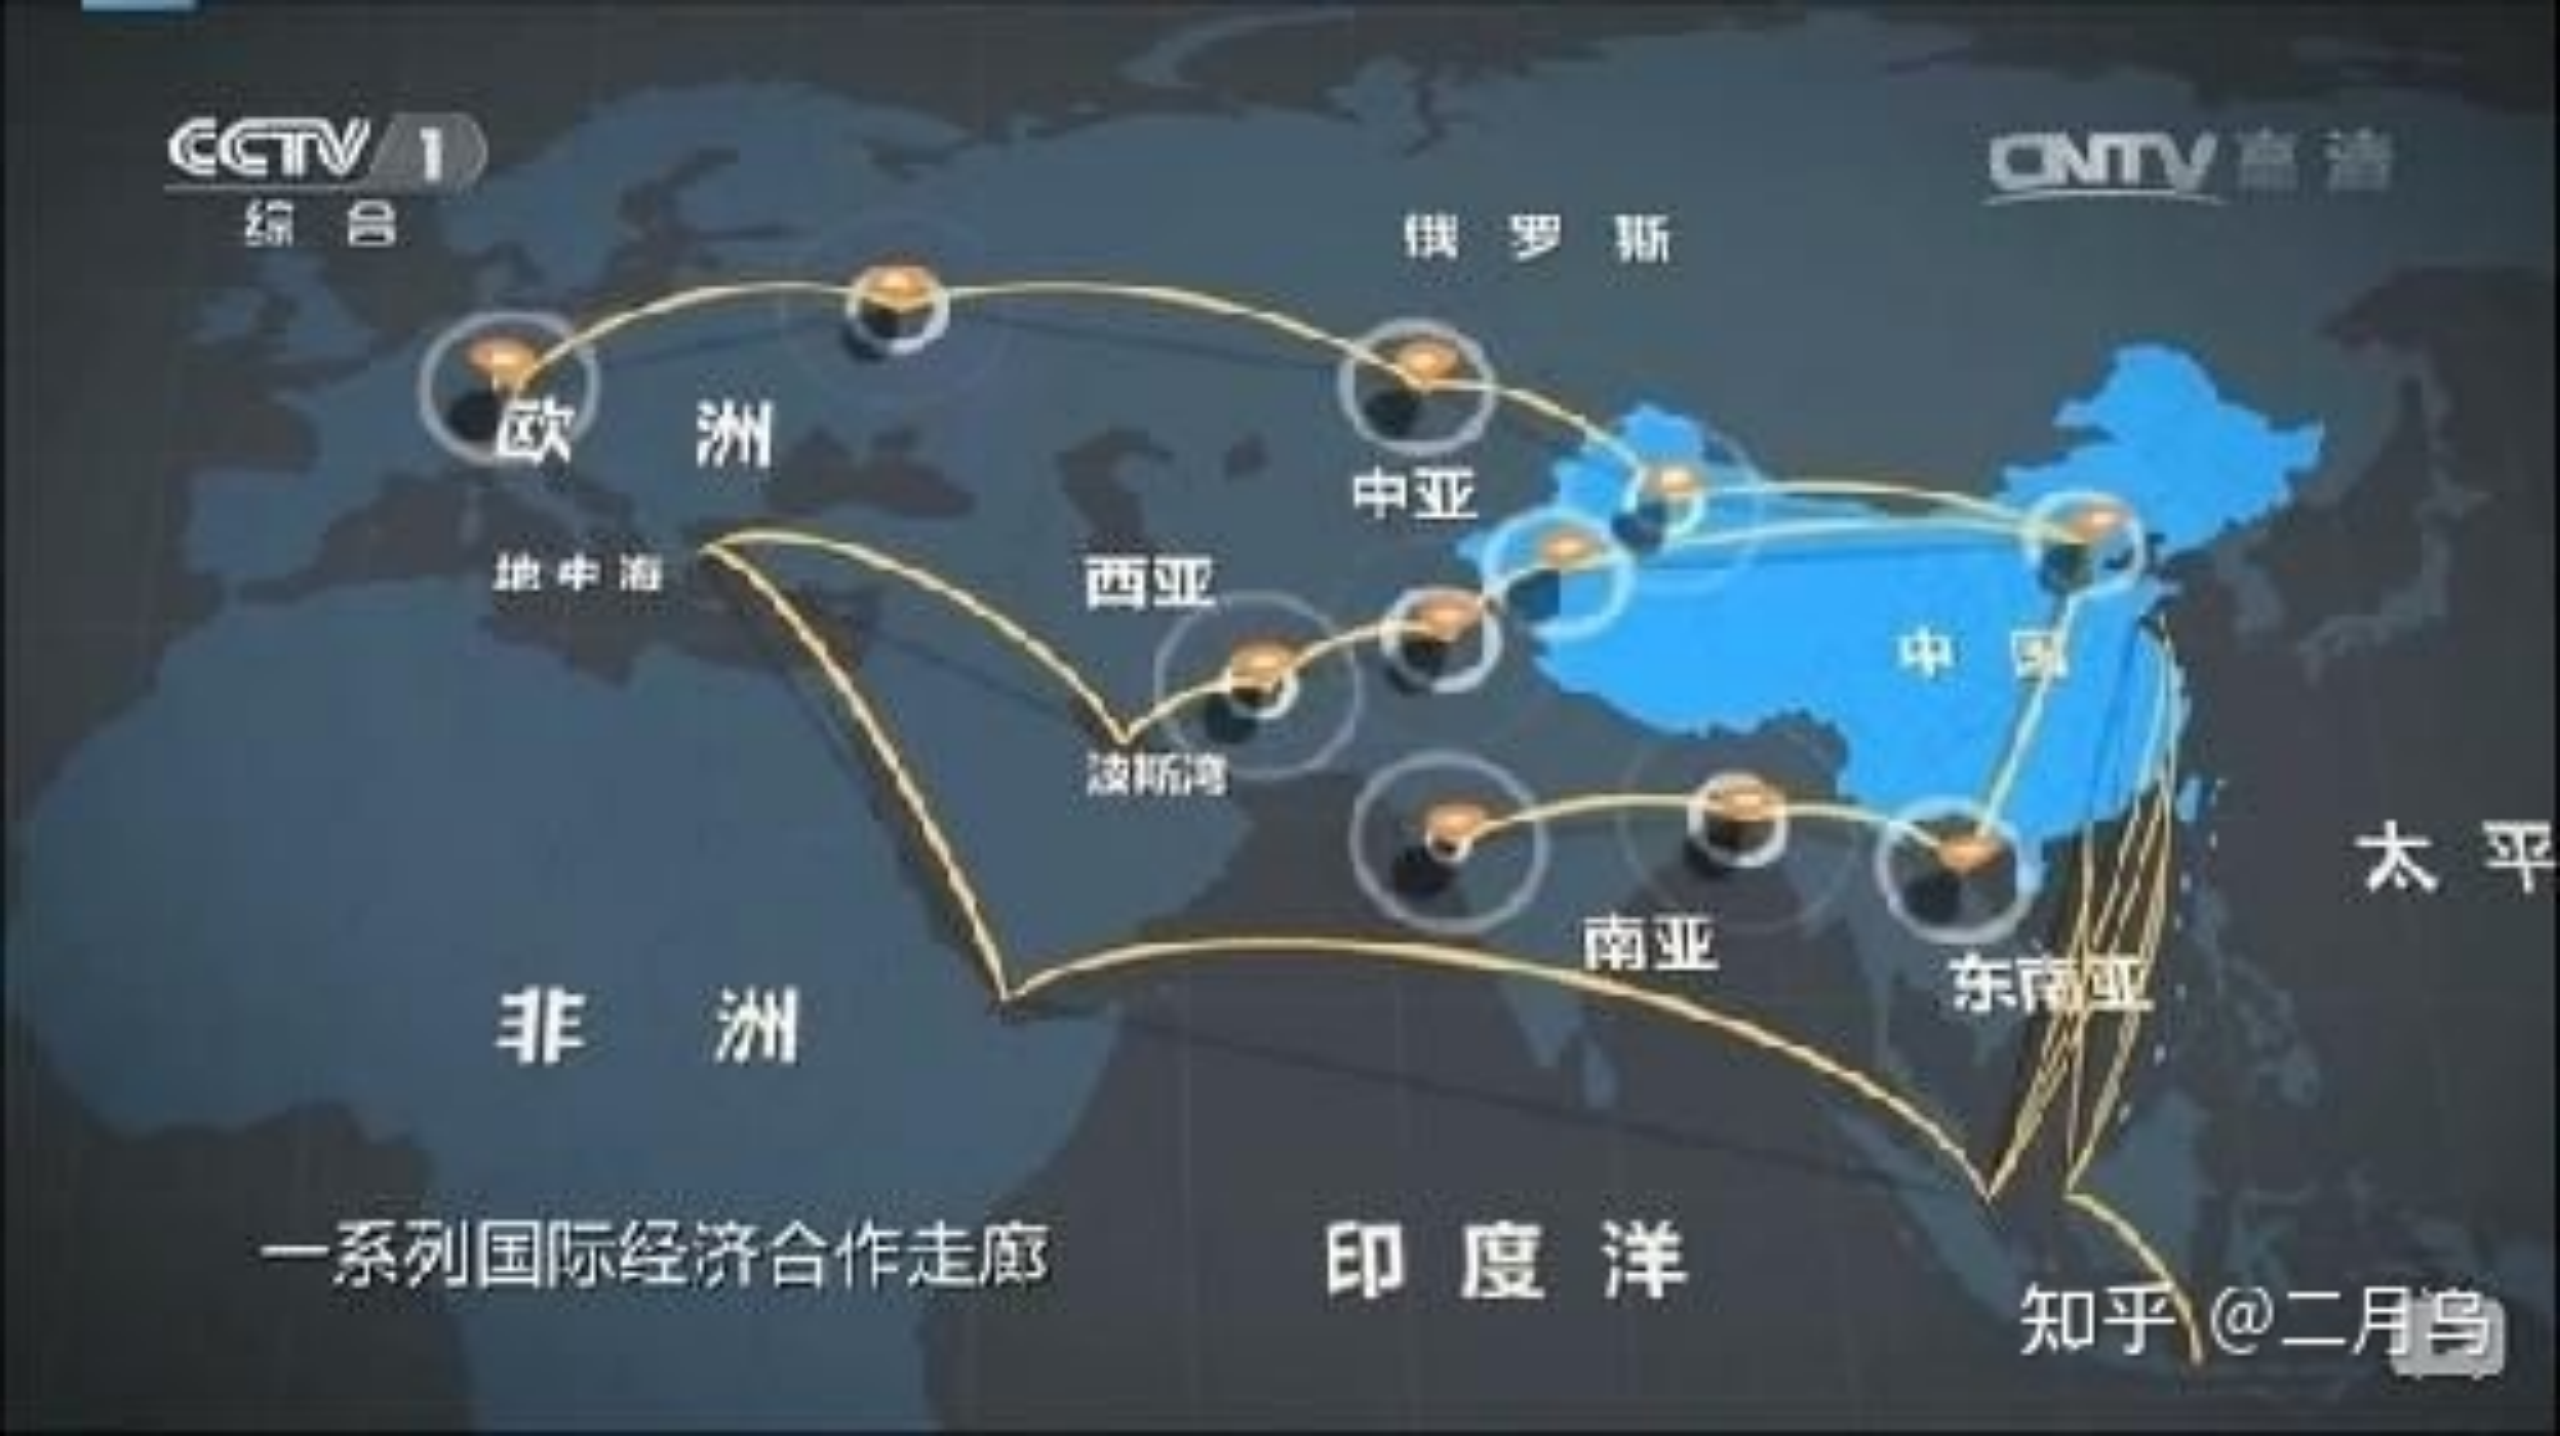 CCTV 1
综合
CNTV 高清
俄罗斯
欧洲
中亚
地中海
西亚
中国
波斯湾
太平
南亚
东南亚
非洲
一系列国际经济合作走廊
印度洋
知乎 @二月鸟